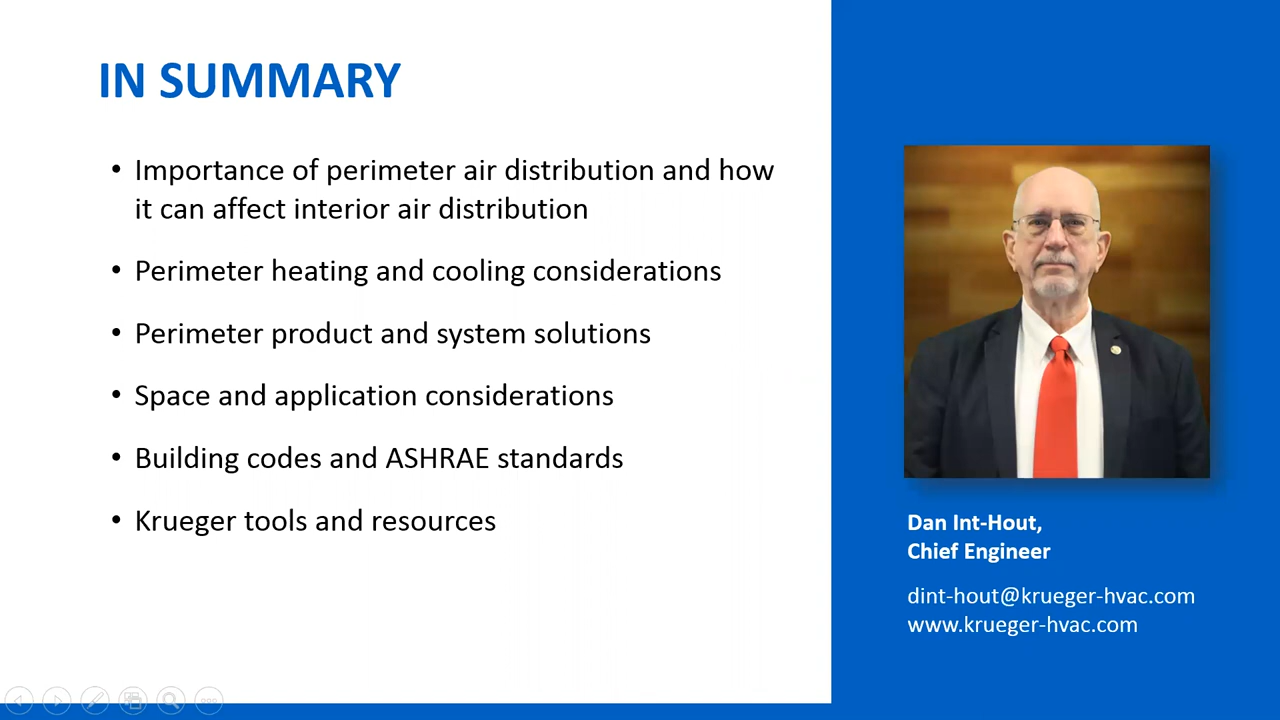 IN SUMMARY
• Importance of perimeter air distribution and how
it can affect interior air distribution
• Perimeter heating and cooling considerations
• Perimeter product and system solutions
• Space and application considerations
• Building codes and ASHRAE standards
• Krueger tools and resources
Dan Int-Hout,
Chief Engineer
dint-hout@krueger-hvac.com
www.krueger-hvac.com